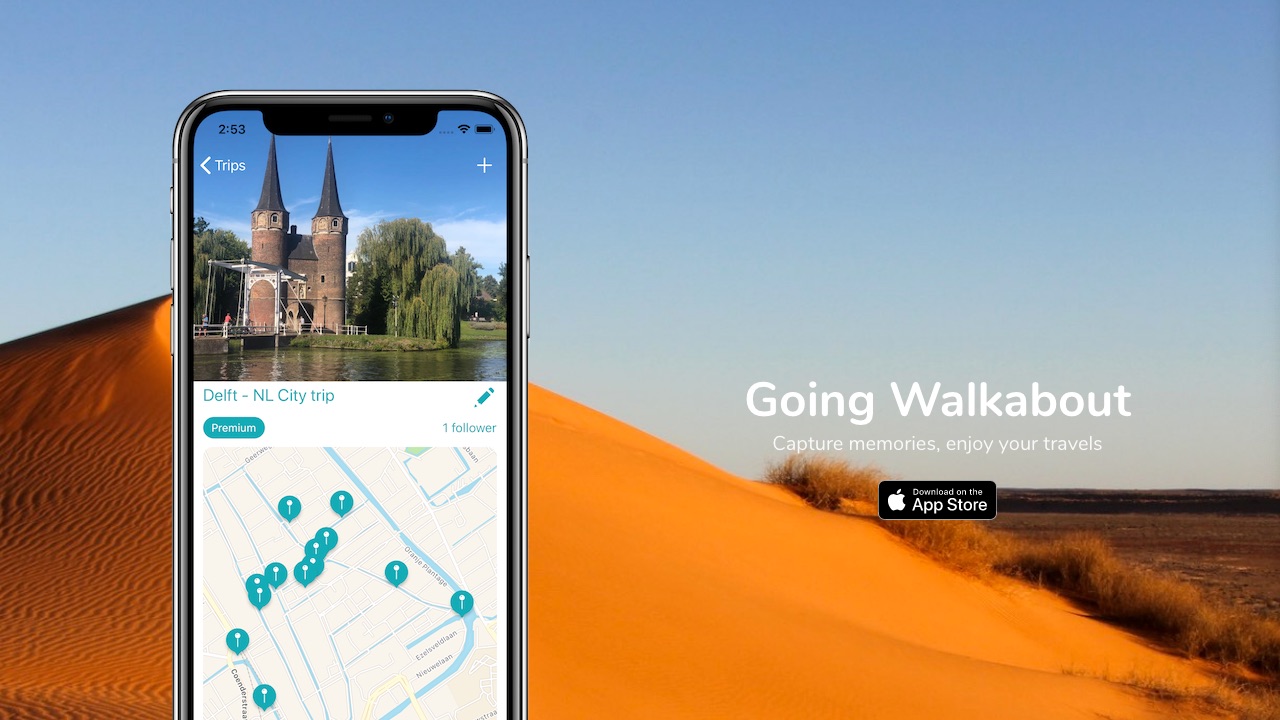 2:53
Trips
Delft - NL City trip
Premium
1 follower
Geerweg
Oranje Plantage
Ezelsveldlaan
Nieuwelaan
Going Walkabout
Capture memories, enjoy your travels
Download on the
App Store